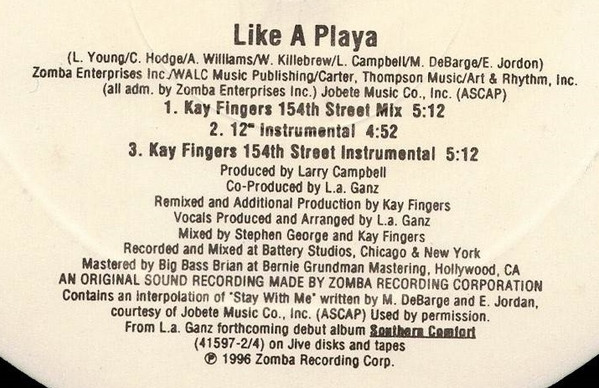 Like A Playa
(L. Young/C. Hodge/A. Williams/W. Killebrew/L. Campbell/M. DeBarge/E. Jordon)
Zomba Enterprises Inc./WALC Music Publishing/Carter, Thompson Music/Art & Rhythm, Inc.
(all adm. by Zomba Enterprises Inc.) Jobete Music Co., Inc. (ASCAP)
1. Kay Fingers 154th Street Mix 5:12
2. 12" Instrumental 4:52
3. Kay Fingers 154th Street Instrumental 5:12
Produced by Larry Campbell
Co-Produced by L.a. Ganz
Remixed and Additional Production by Kay Fingers
Vocals Produced and Arranged by L.a. Ganz
Mixed by Stephen George and Kay Fingers
Recorded and Mixed at Battery Studios, Chicago & New York
Mastered by Big Bass Brian at Bernie Grundman Mastering, Hollywood, CA
AN ORIGINAL SOUND RECORDING MADE BY ZOMBA RECORDING CORPORATION
Contains an interpolation of "Stay With Me" written by M. DeBarge and E. Jordan,
courtesy of Jobete Music Co., Inc. (ASCAP) Used by permission.
From L.a. Ganz forthcoming debut album Southern Comfort
(41597-2/4) on Jive disks and tapes
℗ 1996 Zomba Recording Corp.